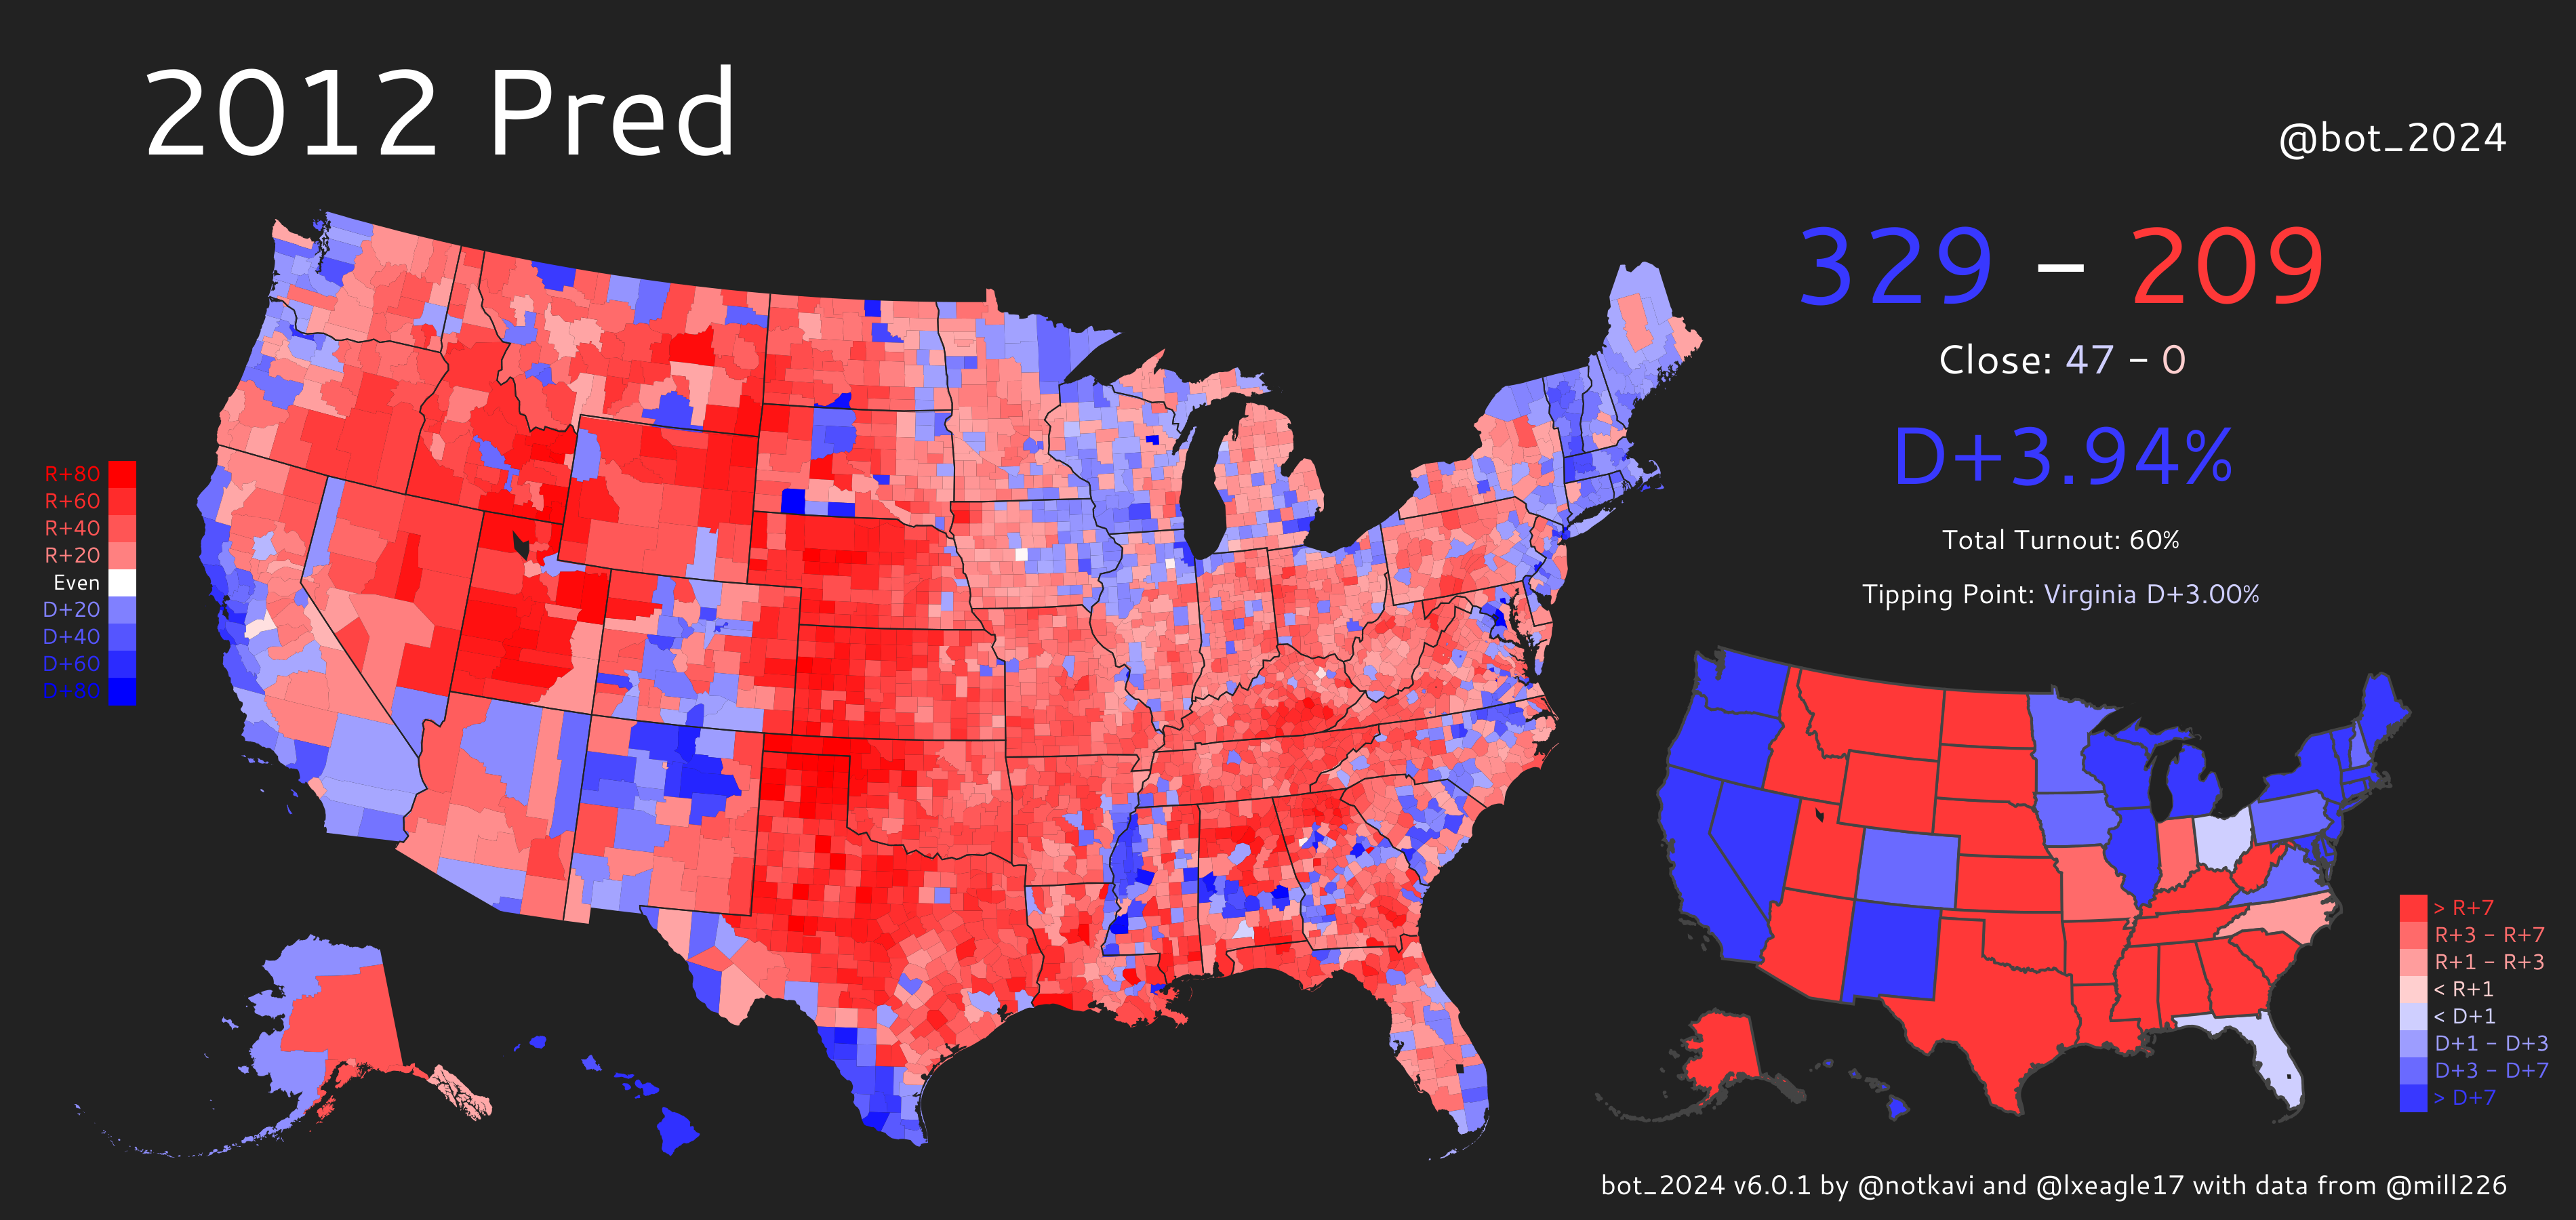 2012 Pred
@bot_2024
329 – 209
Close: 47 – 0
D+3.94%
Total Turnout: 60%
Tipping Point: Virginia D+3.00%
R+80
R+60
R+40
R+20
Even
D+20
D+40
D+60
D+80
> R+7
R+3 – R+7
R+1 – R+3
< R+1
< D+1
D+1 – D+3
D+3 – D+7
> D+7
bot_2024 v6.0.1 by @notkavi and @lxeagle17 with data from @mill226